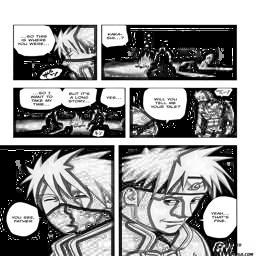 ...SO THIS
IS WHERE
YOU WERE...
KAKA-
SHI...?
...SO I
WANT TO
TAKE MY
TIME...
BUT IT'S
A LONG
STORY...
YES...
WILL YOU
TELL ME
YOUR TALE?
YOU SEE,
FATHER
YEAH...
THAT'S
FINE.